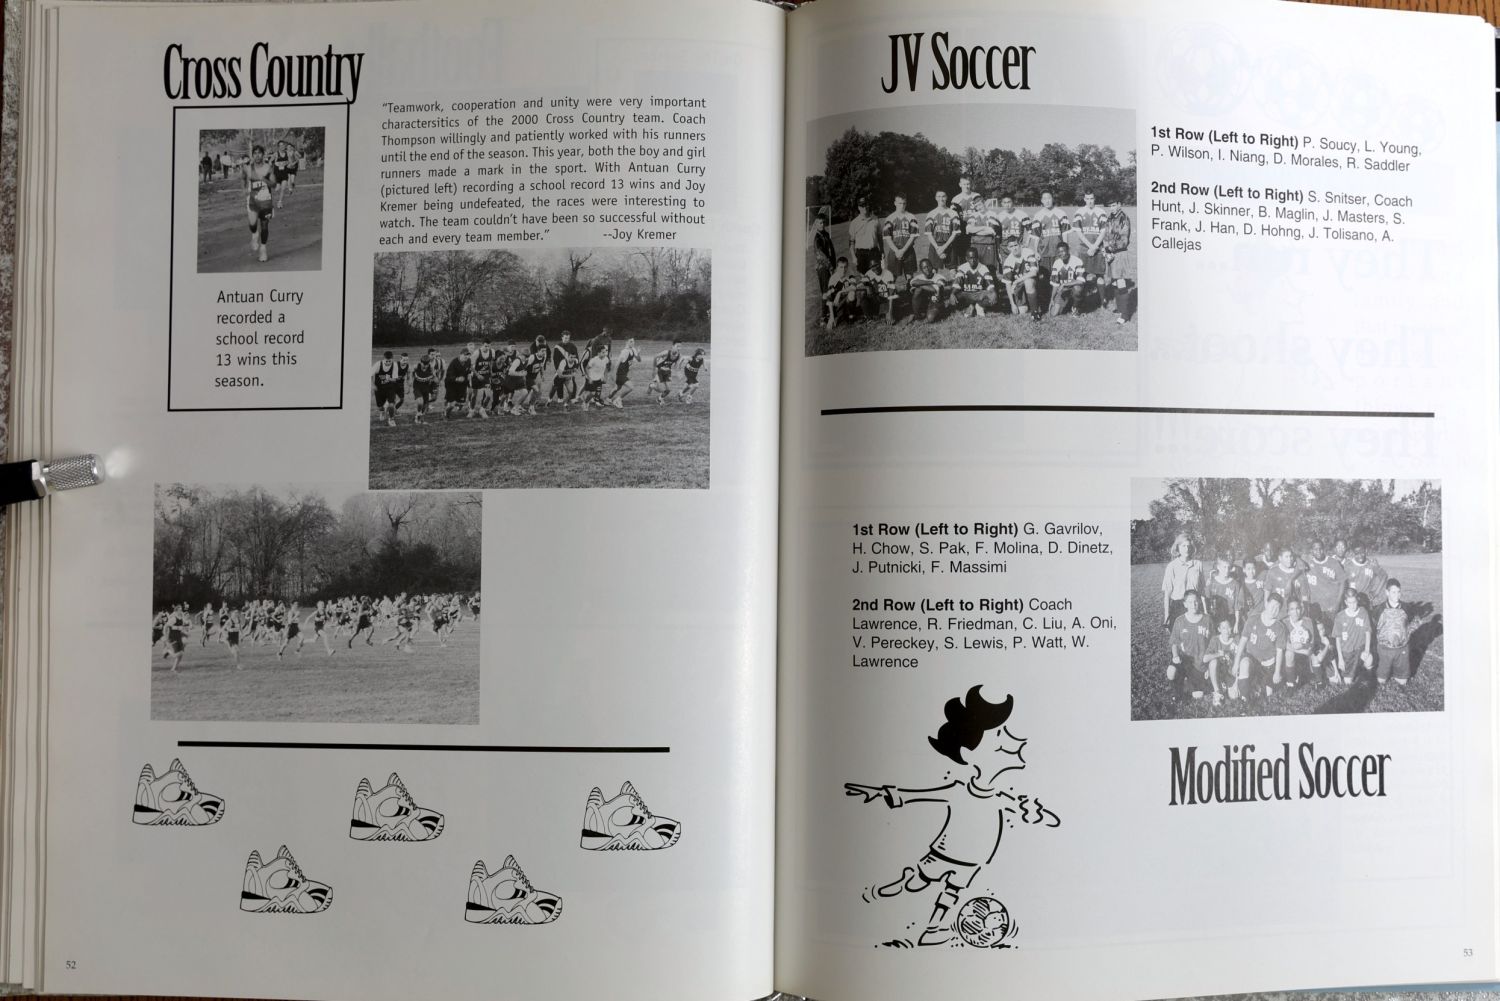 Cross Country
"Teamwork, cooperation and unity were very important
charactersitics of the 2000 Cross Country team. Coach
Thompson willingly and patiently worked with his runners
until the end of the season. This year, both the boy and girl
runners made a mark in the sport. With Antuan Curry
(pictured left) recording a school record 13 wins and Joy
Kremer being undefeated, the races were interesting to
watch. The team couldn't have been so successful without
each and every team member." --Joy Kremer
Antuan Curry
recorded a
school record
13 wins this
season.
52
JV Soccer
1st Row (Left to Right) P. Soucy, L. Young,
P. Wilson, I. Niang, D. Morales, R. Saddler
2nd Row (Left to Right) S. Snitser, Coach
Hunt, J. Skinner, B. Maglin, J. Masters, S.
Frank, J. Han, D. Hohng, J. Tolisano, A.
Callejas
1st Row (Left to Right) G. Gavrilov,
H. Chow, S. Pak, F. Molina, D. Dinetz,
J. Putnicki, F. Massimi
2nd Row (Left to Right) Coach
Lawrence, R. Friedman, C. Liu, A. Oni,
V. Pereckey, S. Lewis, P. Watt, W.
Lawrence
Modified Soccer
53